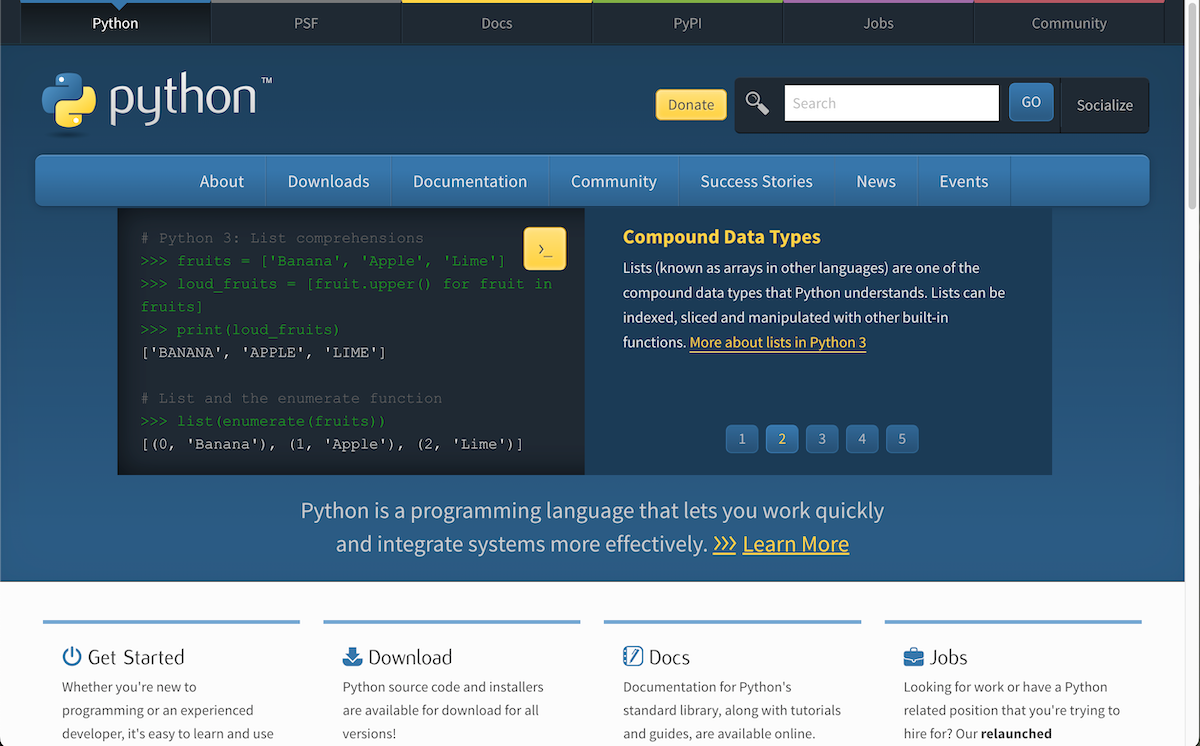 Python PSF Docs PyPI Jobs Community
python™
Donate Search GO Socialize
About Downloads Documentation Community Success Stories News Events
# Python 3: List comprehensions
>>> fruits = ['Banana', 'Apple', 'Lime']
>>> loud_fruits = [fruit.upper() for fruit in
fruits]
>>> print(loud_fruits)
['BANANA', 'APPLE', 'LIME']
# List and the enumerate function
>>> list(enumerate(fruits))
[(0, 'Banana'), (1, 'Apple'), (2, 'Lime')]
>_
Compound Data Types
Lists (known as arrays in other languages) are one of the
compound data types that Python understands. Lists can be
indexed, sliced and manipulated with other built-in
functions. More about lists in Python 3
1 2 3 4 5
Python is a programming language that lets you work quickly
and integrate systems more effectively. >>> Learn More
Get Started
Whether you're new to
programming or an experienced
developer, it's easy to learn and use
Download
Python source code and installers
are available for download for all
versions!
Docs
Documentation for Python's
standard library, along with tutorials
and guides, are available online.
Jobs
Looking for work or have a Python
related position that you're trying to
hire for? Our relaunched